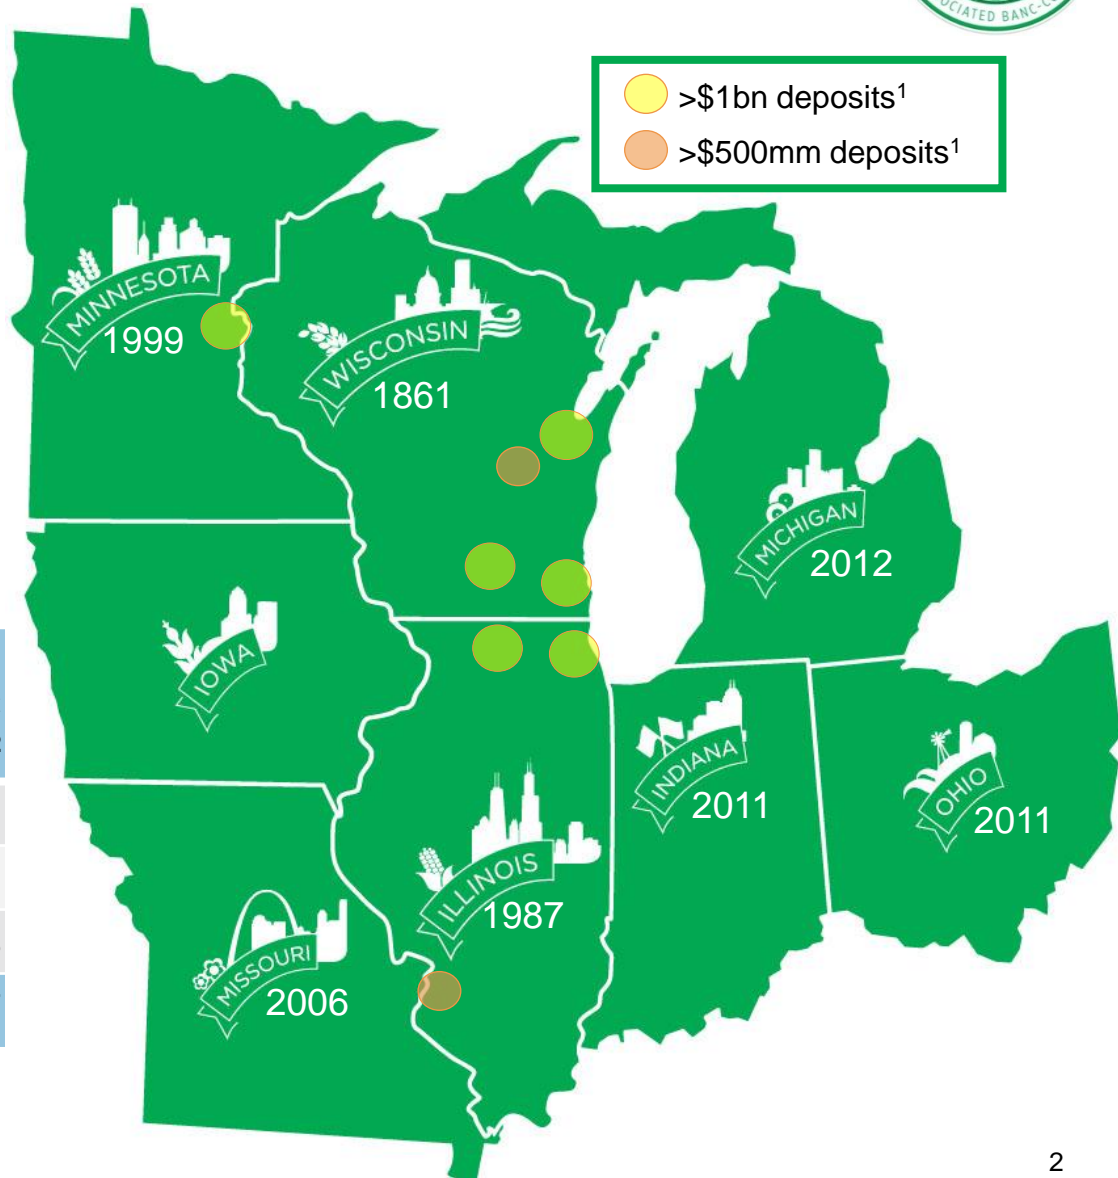 >$1bn deposits¹
>$500mm deposits¹
MINNESOTA
1999
WISCONSIN
1861
MICHIGAN
2012
IOWA
INDIANA
2011
OHIO
2011
ILLINOIS
1987
MISSOURI
2006
2